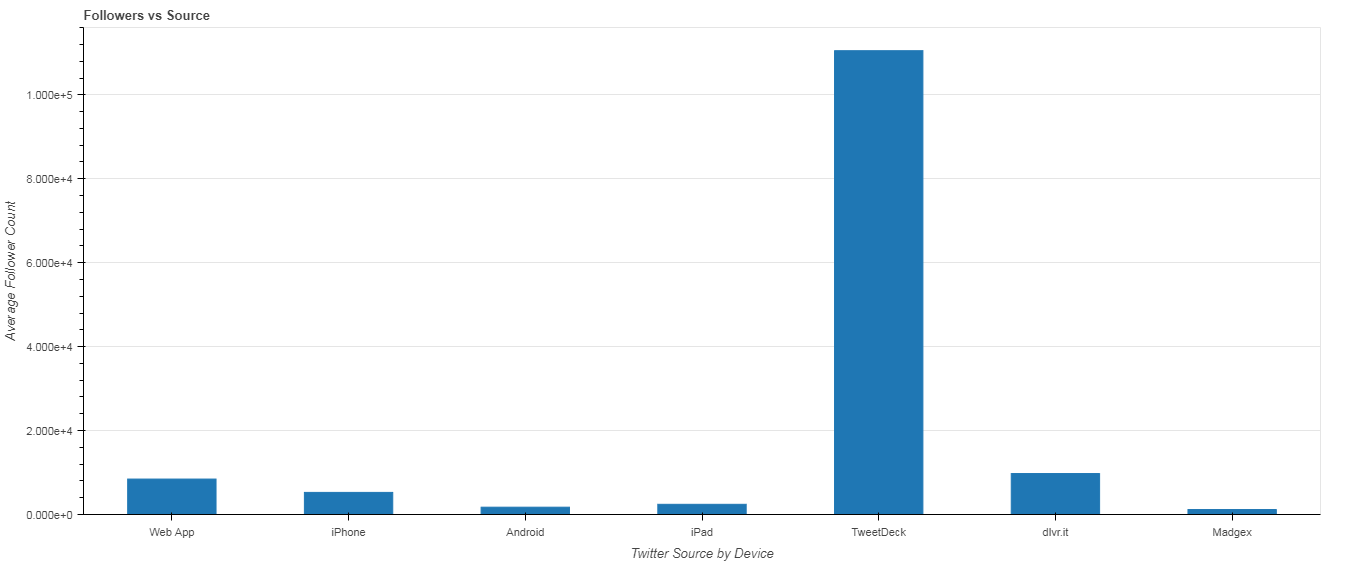 Followers vs Source
1.000e+5
8.000e+4
6.000e+4
4.000e+4
2.000e+4
0.000e+0
Average Follower Count
Web App iPhone Android iPad TweetDeck dlvr.it Madgex
Twitter Source by Device